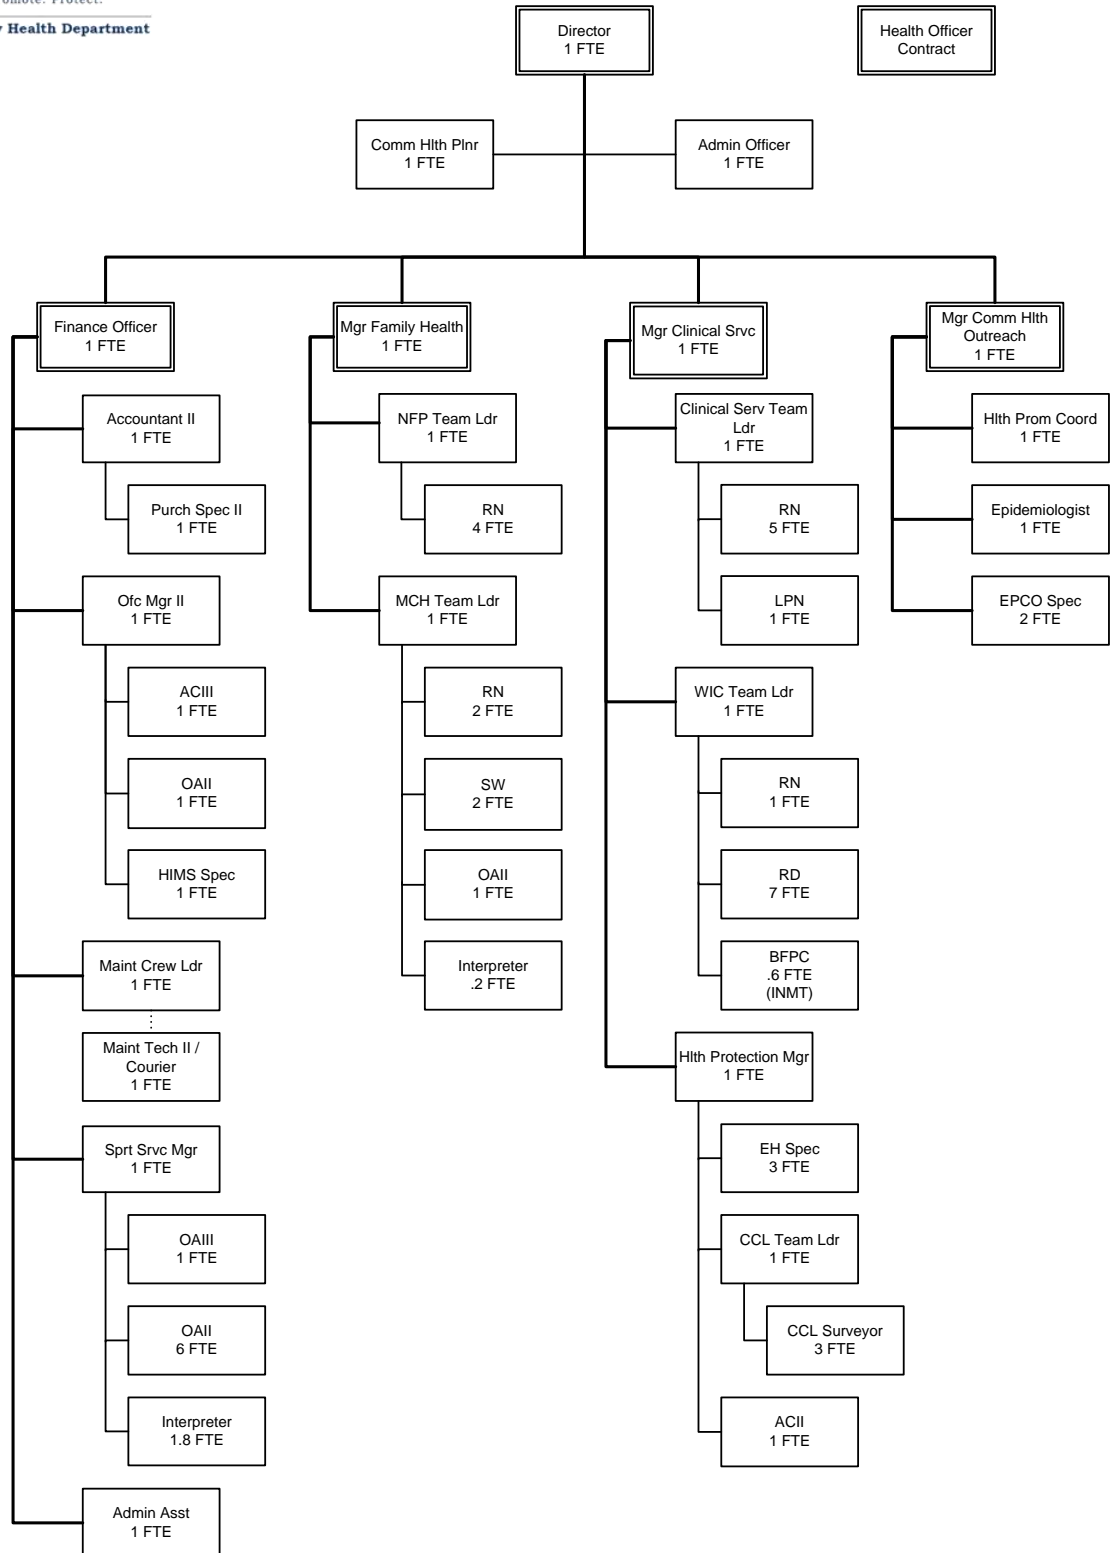 Health Department
Director
1 FTE
Health Officer
Contract
Comm Hlth Plnr
1 FTE
Admin Officer
1 FTE
Finance Officer
1 FTE
Mgr Family Health
1 FTE
Mgr Clinical Srvc
1 FTE
Mgr Comm Hlth
Outreach
1 FTE
Accountant II
1 FTE
Purch Spec II
1 FTE
Ofc Mgr II
1 FTE
ACIII
1 FTE
OAII
1 FTE
HIMS Spec
1 FTE
Maint Crew Ldr
1 FTE
Maint Tech II /
Courier
1 FTE
Sprt Srvc Mgr
1 FTE
OAIII
1 FTE
OAII
6 FTE
Interpreter
1.8 FTE
Admin Asst
1 FTE
NFP Team Ldr
1 FTE
RN
4 FTE
MCH Team Ldr
1 FTE
RN
2 FTE
SW
2 FTE
OAII
1 FTE
Interpreter
.2 FTE
Clinical Serv Team
Ldr
1 FTE
RN
5 FTE
LPN
1 FTE
WIC Team Ldr
1 FTE
RN
1 FTE
RD
7 FTE
BFPC
.6 FTE
(INMT)
Hlth Protection Mgr
1 FTE
EH Spec
3 FTE
CCL Team Ldr
1 FTE
CCL Surveyor
3 FTE
ACII
1 FTE
Hlth Prom Coord
1 FTE
Epidemiologist
1 FTE
EPCO Spec
2 FTE